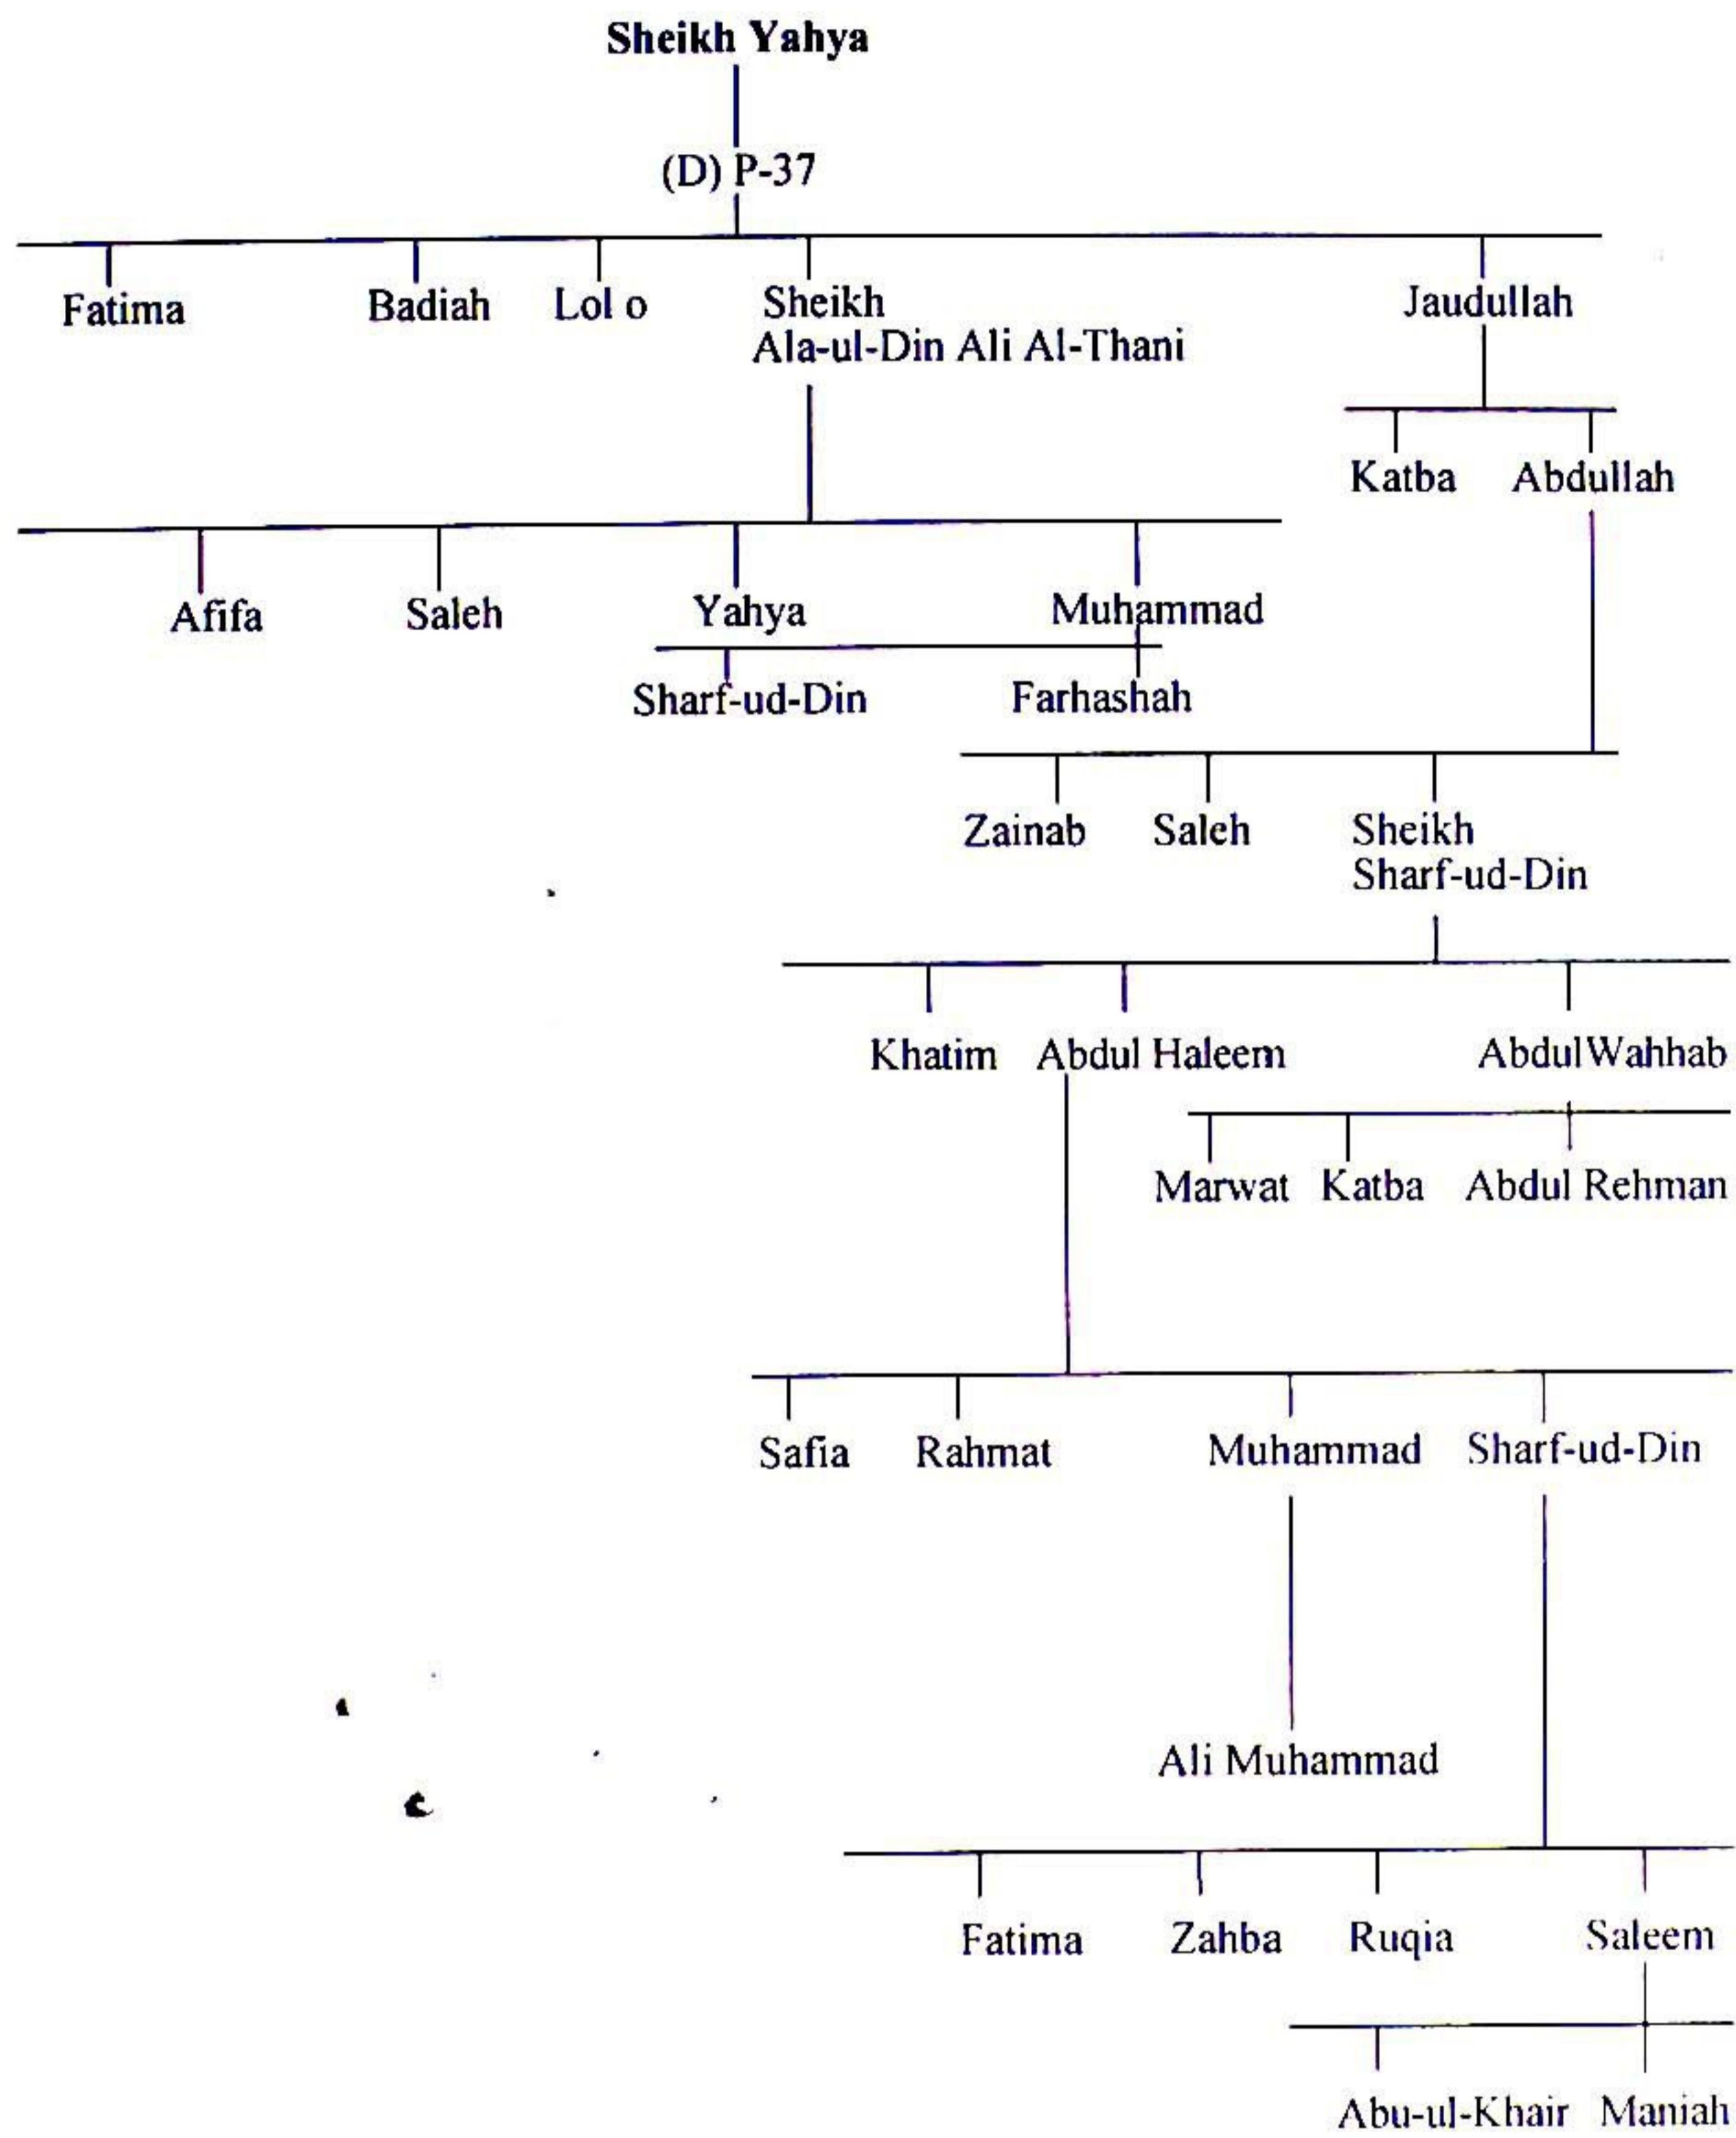 Sheikh Yahya
(D) P-37
Fatima Badiah Lol o Sheikh Jaudullah
Ala-ul-Din Ali Al-Thani
Katba Abdullah
Afifa Saleh Yahya Muhammad
Sharf-ud-Din Farhashah
Zainab Saleh Sheikh
Sharf-ud-Din
Khatim Abdul Haleem Abdul Wahhab
Marwat Katba Abdul Rehman
Safia Rahmat Muhammad Sharf-ud-Din
Ali Muhammad
Fatima Zahba Ruqia Saleem
Abu-ul-Khair Maniah